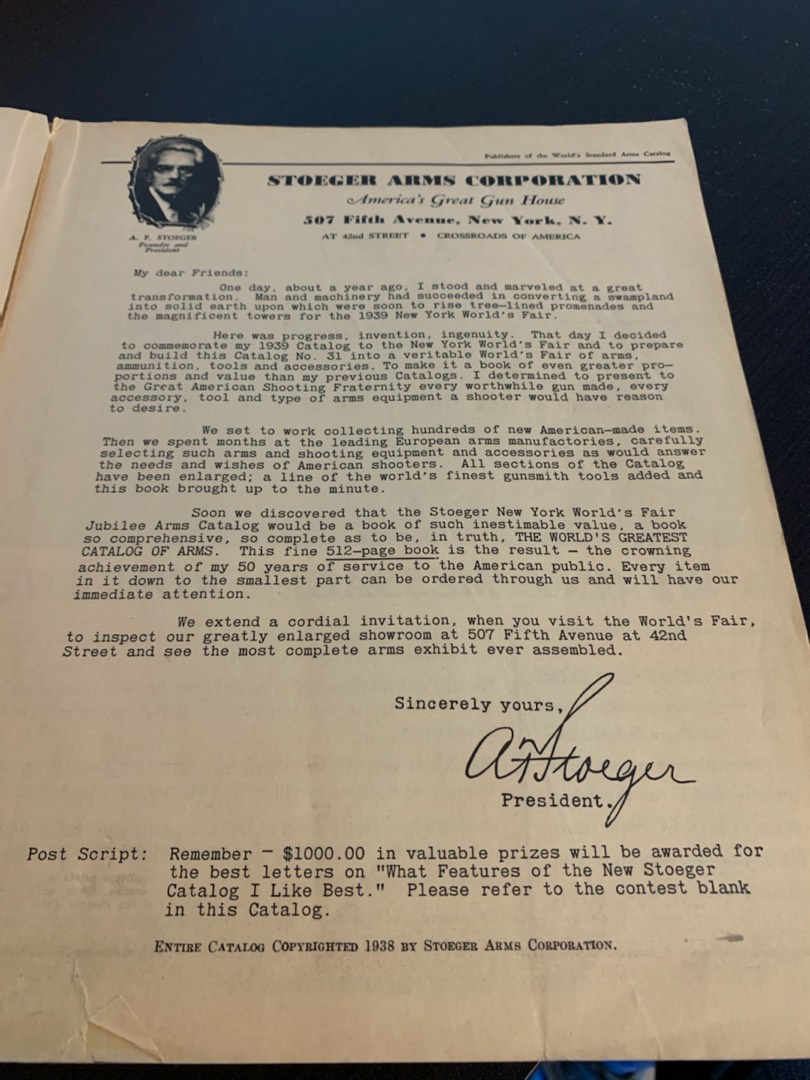 Publishers of the World's Standard Arms Catalog
STOEGER ARMS CORPORATION
America's Great Gun House
507 Fifth Avenue, New York, N. Y.
AT 42nd STREET • CROSSROADS OF AMERICA
A. F. STOEGER
Founder and
President
My dear Friends:
One day, about a year ago, I stood and marveled at a great
transformation. Man and machinery had succeeded in converting a swampland
into solid earth upon which were soon to rise tree-lined promenades and
the magnificent towers for the 1939 New York World's Fair.
Here was progress, invention, ingenuity. That day I decided
to commemorate my 1939 Catalog to the New York World's Fair and to prepare
and build this Catalog No. 31 into a veritable World's Fair of arms,
ammunition, tools and accessories. To make it a book of even greater pro-
portions and value than my previous Catalogs. I determined to present to
the Great American Shooting Fraternity every worthwhile gun made, every
accessory, tool and type of arms equipment a shooter would have reason
to desire.
We set to work collecting hundreds of new American-made items.
Then we spent months at the leading European arms manufactories, carefully
selecting such arms and shooting equipment and accessories as would answer
the needs and wishes of American shooters. All sections of the Catalog
have been enlarged; a line of the world's finest gunsmith tools added and
this book brought up to the minute.
Soon we discovered that the Stoeger New York World's Fair
Jubilee Arms Catalog would be a book of such inestimable value, a book
so comprehensive, so complete as to be, in truth, THE WORLD'S GREATEST
CATALOG OF ARMS. This fine 512-page book is the result — the crowning
achievement of my 50 years of service to the American public. Every item
in it down to the smallest part can be ordered through us and will have our
immediate attention.
We extend a cordial invitation, when you visit the World's Fair,
to inspect our greatly enlarged showroom at 507 Fifth Avenue at 42nd
Street and see the most complete arms exhibit ever assembled.
Sincerely yours,
A F Stoeger
President.
Post Script: Remember — $1000.00 in valuable prizes will be awarded for
the best letters on "What Features of the New Stoeger
Catalog I Like Best." Please refer to the contest blank
in this Catalog.
ENTIRE CATALOG COPYRIGHTED 1938 BY STOEGER ARMS CORPORATION.